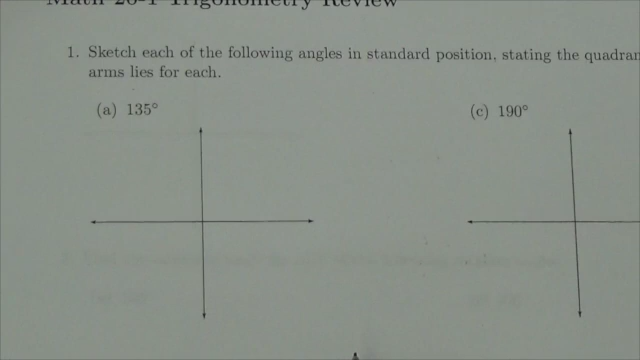 Math 20-1 Trigonometry Review
1. Sketch each of the following angles in standard position, stating the
arms lies for each.
(a) 135°
(c) 190°